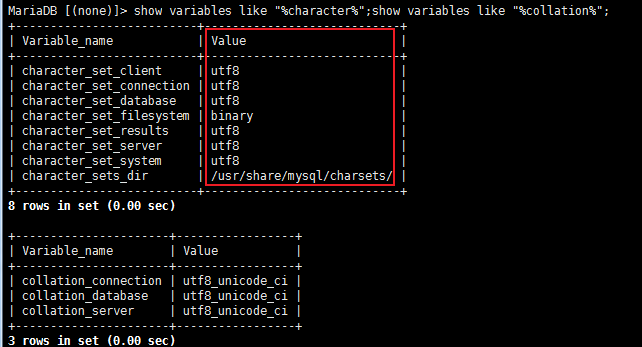 MariaDB [(none)]> show variables like "%character%";show variables like "%collation%";
+--------------------------+----------------------------+
| Variable_name            | Value                      |
+--------------------------+----------------------------+
| character_set_client     | utf8                       |
| character_set_connection | utf8                       |
| character_set_database   | utf8                       |
| character_set_filesystem | binary                     |
| character_set_results    | utf8                       |
| character_set_server     | utf8                       |
| character_set_system     | utf8                       |
| character_sets_dir       | /usr/share/mysql/charsets/ |
+--------------------------+----------------------------+
8 rows in set (0.00 sec)
+----------------------+-----------------+
| Variable_name        | Value           |
+----------------------+-----------------+
| collation_connection | utf8_unicode_ci |
| collation_database   | utf8_unicode_ci |
| collation_server     | utf8_unicode_ci |
+----------------------+-----------------+
3 rows in set (0.00 sec)